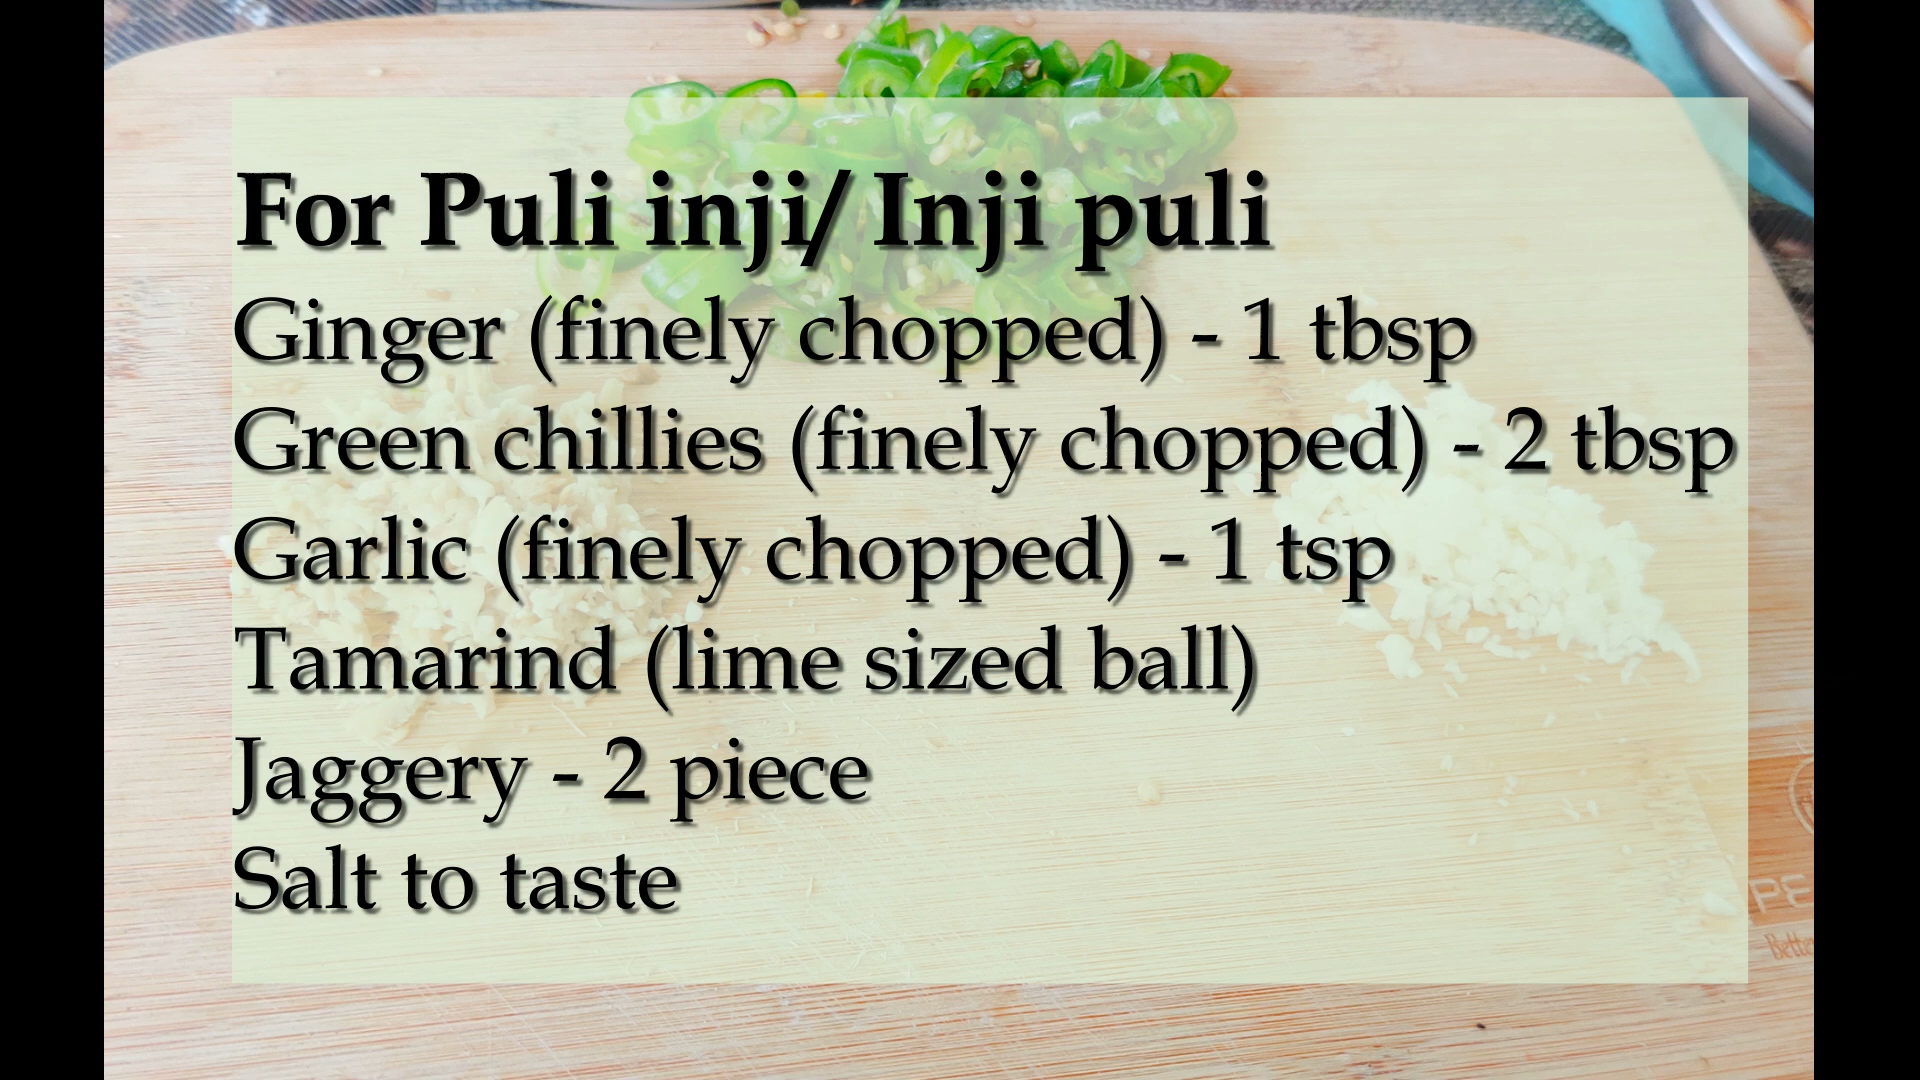 For Puli inji/ Inji puli
Ginger (finely chopped) - 1 tbsp
Green chillies (finely chopped) - 2 tbsp
Garlic (finely chopped) - 1 tsp
Tamarind (lime sized ball)
Jaggery - 2 piece
Salt to taste